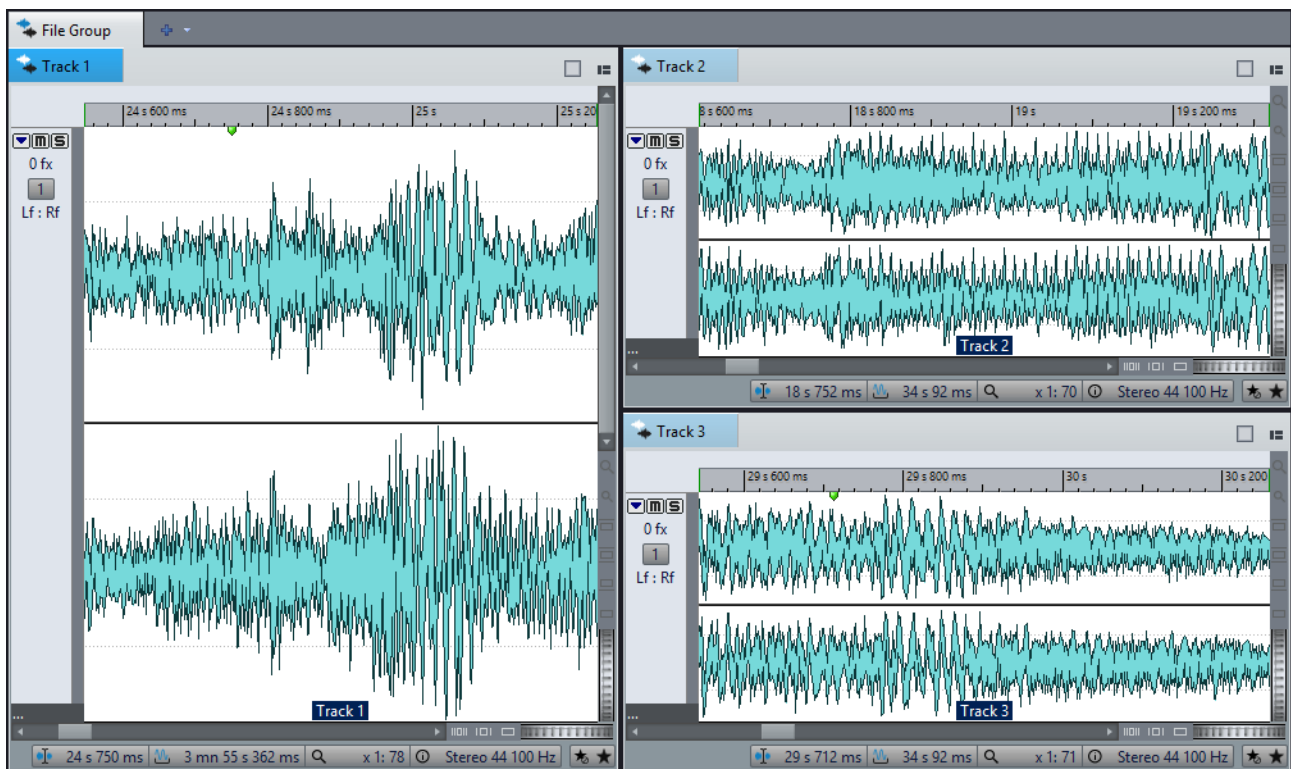 File Group
Track 1
24 s 600 ms 24 s 800 ms 25 s 25 s 20
M S
0 fx
1
Lf : Rf
Track 1
...
24 s 750 ms 3 mn 55 s 362 ms x 1: 78 Stereo 44 100 Hz
Track 2
8 s 600 ms 18 s 800 ms 19 s 19 s 200 ms
M S
0 fx
1
Lf : Rf
...
Track 2
18 s 752 ms 34 s 92 ms x 1: 70 Stereo 44 100 Hz
Track 3
29 s 600 ms 29 s 800 ms 30 s 30 s 200
M S
0 fx
1
Lf : Rf
Track 3
...
29 s 712 ms 34 s 92 ms x 1: 71 Stereo 44 100 Hz